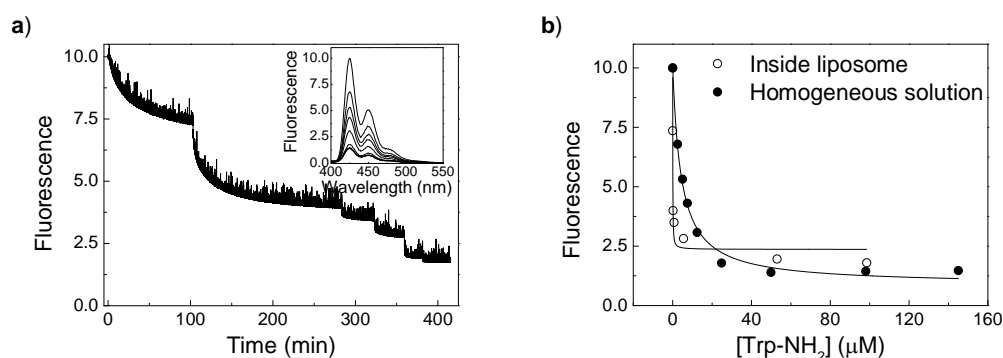 a)
10.0
7.5
5.0
2.5
0.0
Fluorescence
0 100 200 300 400
Time (min)
10.0
7.5
5.0
2.5
0.0
Fluorescence
400 450 500 550
Wavelength (nm)
b)
10.0
7.5
5.0
2.5
0.0
Fluorescence
Inside liposome
Homogeneous solution
0 40 80 120 160
[Trp-NH2] (μM)